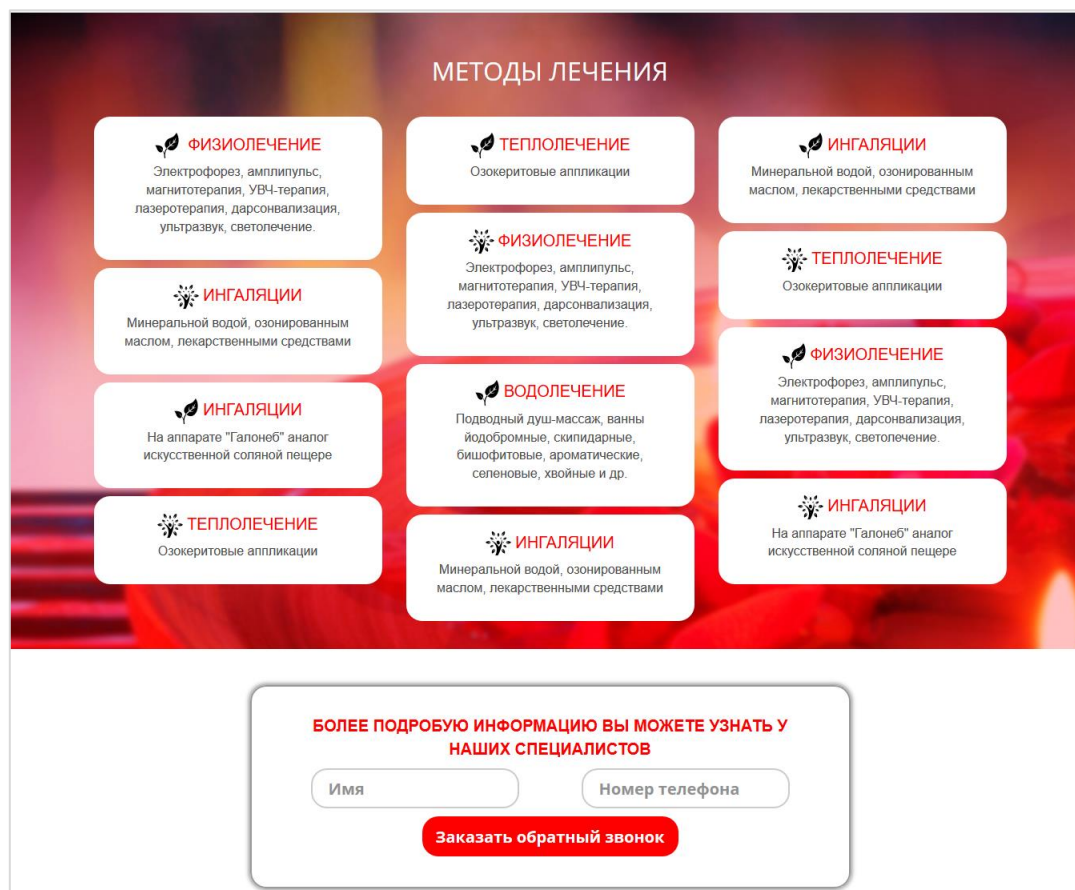 МЕТОДЫ ЛЕЧЕНИЯ
ФИЗИОЛЕЧЕНИЕ
Электрофорез, амплипульс,
магнитотерапия, УВЧ-терапия,
лазеротерапия, дарсонвализация,
ультразвук, светолечение.
ИНГАЛЯЦИИ
Минеральной водой, озонированным
маслом, лекарственными средствами
ИНГАЛЯЦИИ
На аппарате "Галонеб" аналог
искусственной соляной пещере
ТЕПЛОЛЕЧЕНИЕ
Озокеритовые аппликации
ТЕПЛОЛЕЧЕНИЕ
Озокеритовые аппликации
ФИЗИОЛЕЧЕНИЕ
Электрофорез, амплипульс,
магнитотерапия, УВЧ-терапия,
лазеротерапия, дарсонвализация,
ультразвук, светолечение.
ВОДОЛЕЧЕНИЕ
Подводный душ-массаж, ванны
йодобромные, скипидарные,
бишофитовые, ароматические,
селеновые, хвойные и др.
ИНГАЛЯЦИИ
Минеральной водой, озонированным
маслом, лекарственными средствами
ИНГАЛЯЦИИ
Минеральной водой, озонированным
маслом, лекарственными средствами
ТЕПЛОЛЕЧЕНИЕ
Озокеритовые аппликации
ФИЗИОЛЕЧЕНИЕ
Электрофорез, амплипульс,
магнитотерапия, УВЧ-терапия,
лазеротерапия, дарсонвализация,
ультразвук, светолечение.
ИНГАЛЯЦИИ
На аппарате "Галонеб" аналог
искусственной соляной пещере
БОЛЕЕ ПОДРОБУЮ ИНФОРМАЦИЮ ВЫ МОЖЕТЕ УЗНАТЬ У
НАШИХ СПЕЦИАЛИСТОВ
Имя
Номер телефона
Заказать обратный звонок